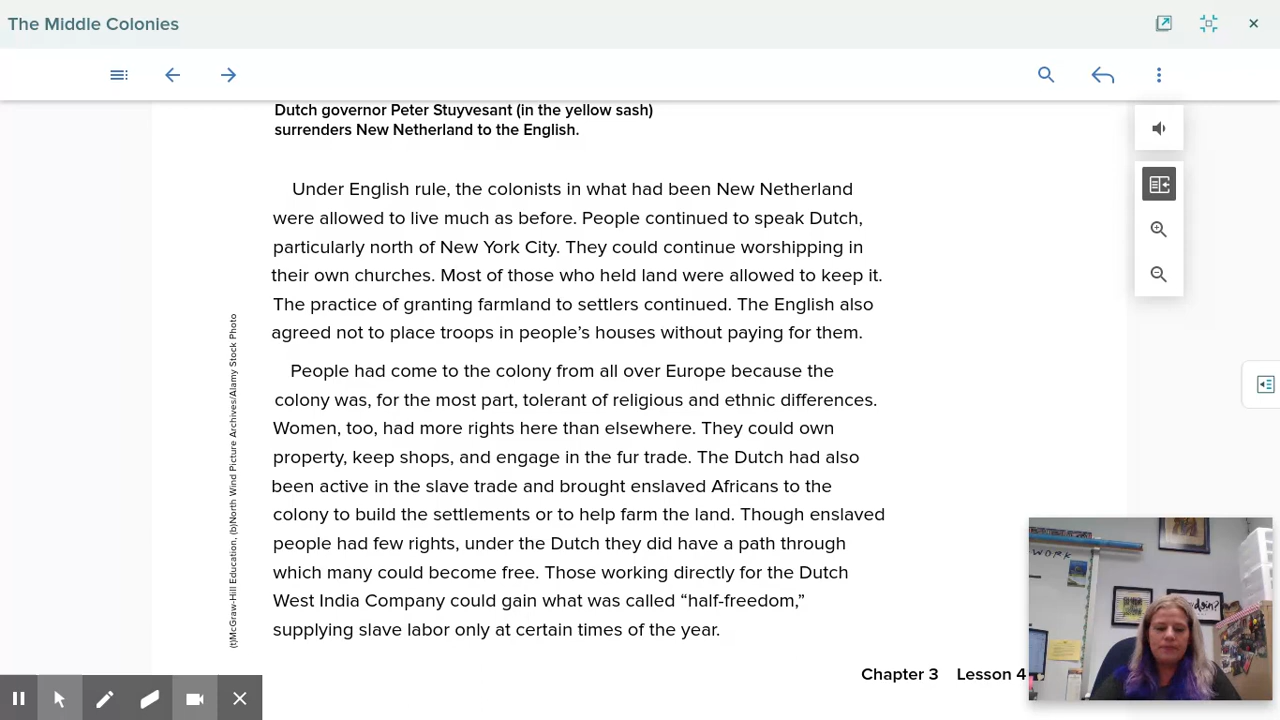 The Middle Colonies
Dutch governor Peter Stuyvesant (in the yellow sash)
surrenders New Netherland to the English.
Under English rule, the colonists in what had been New Netherland
were allowed to live much as before. People continued to speak Dutch,
particularly north of New York City. They could continue worshipping in
their own churches. Most of those who held land were allowed to keep it.
The practice of granting farmland to settlers continued. The English also
agreed not to place troops in people's houses without paying for them.
People had come to the colony from all over Europe because the
colony was, for the most part, tolerant of religious and ethnic differences.
Women, too, had more rights here than elsewhere. They could own
property, keep shops, and engage in the fur trade. The Dutch had also
been active in the slave trade and brought enslaved Africans to the
colony to build the settlements or to help farm the land. Though enslaved
people had few rights, under the Dutch they did have a path through
which many could become free. Those working directly for the Dutch
West India Company could gain what was called “half-freedom,”
supplying slave labor only at certain times of the year.
(t)McGraw-Hill Education, (b)North Wind Picture Archives/Alamy Stock Photo
Chapter 3 Lesson 4
WORK